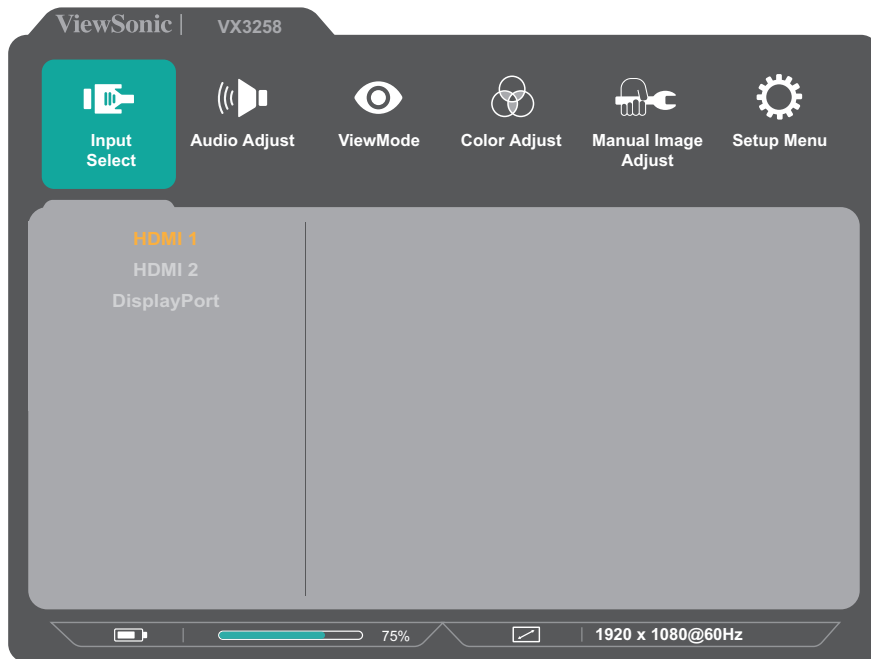 ViewSonic | VX3258
Input
Select
Audio Adjust
ViewMode
Color Adjust
Manual Image
Adjust
Setup Menu
HDMI 1
HDMI 2
DisplayPort
75%
1920 x 1080@60Hz